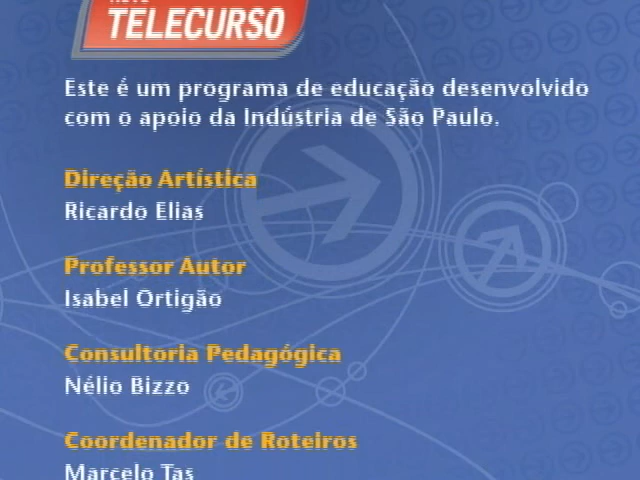 TELECURSO
Este é um programa de educação desenvolvido
com o apoio da Indústria de São Paulo.
Direção Artística
Ricardo Elias
Professor Autor
Isabel Ortigão
Consultoria Pedagógica
Nélio Bizzo
Coordenador de Roteiros
Marcelo Tas